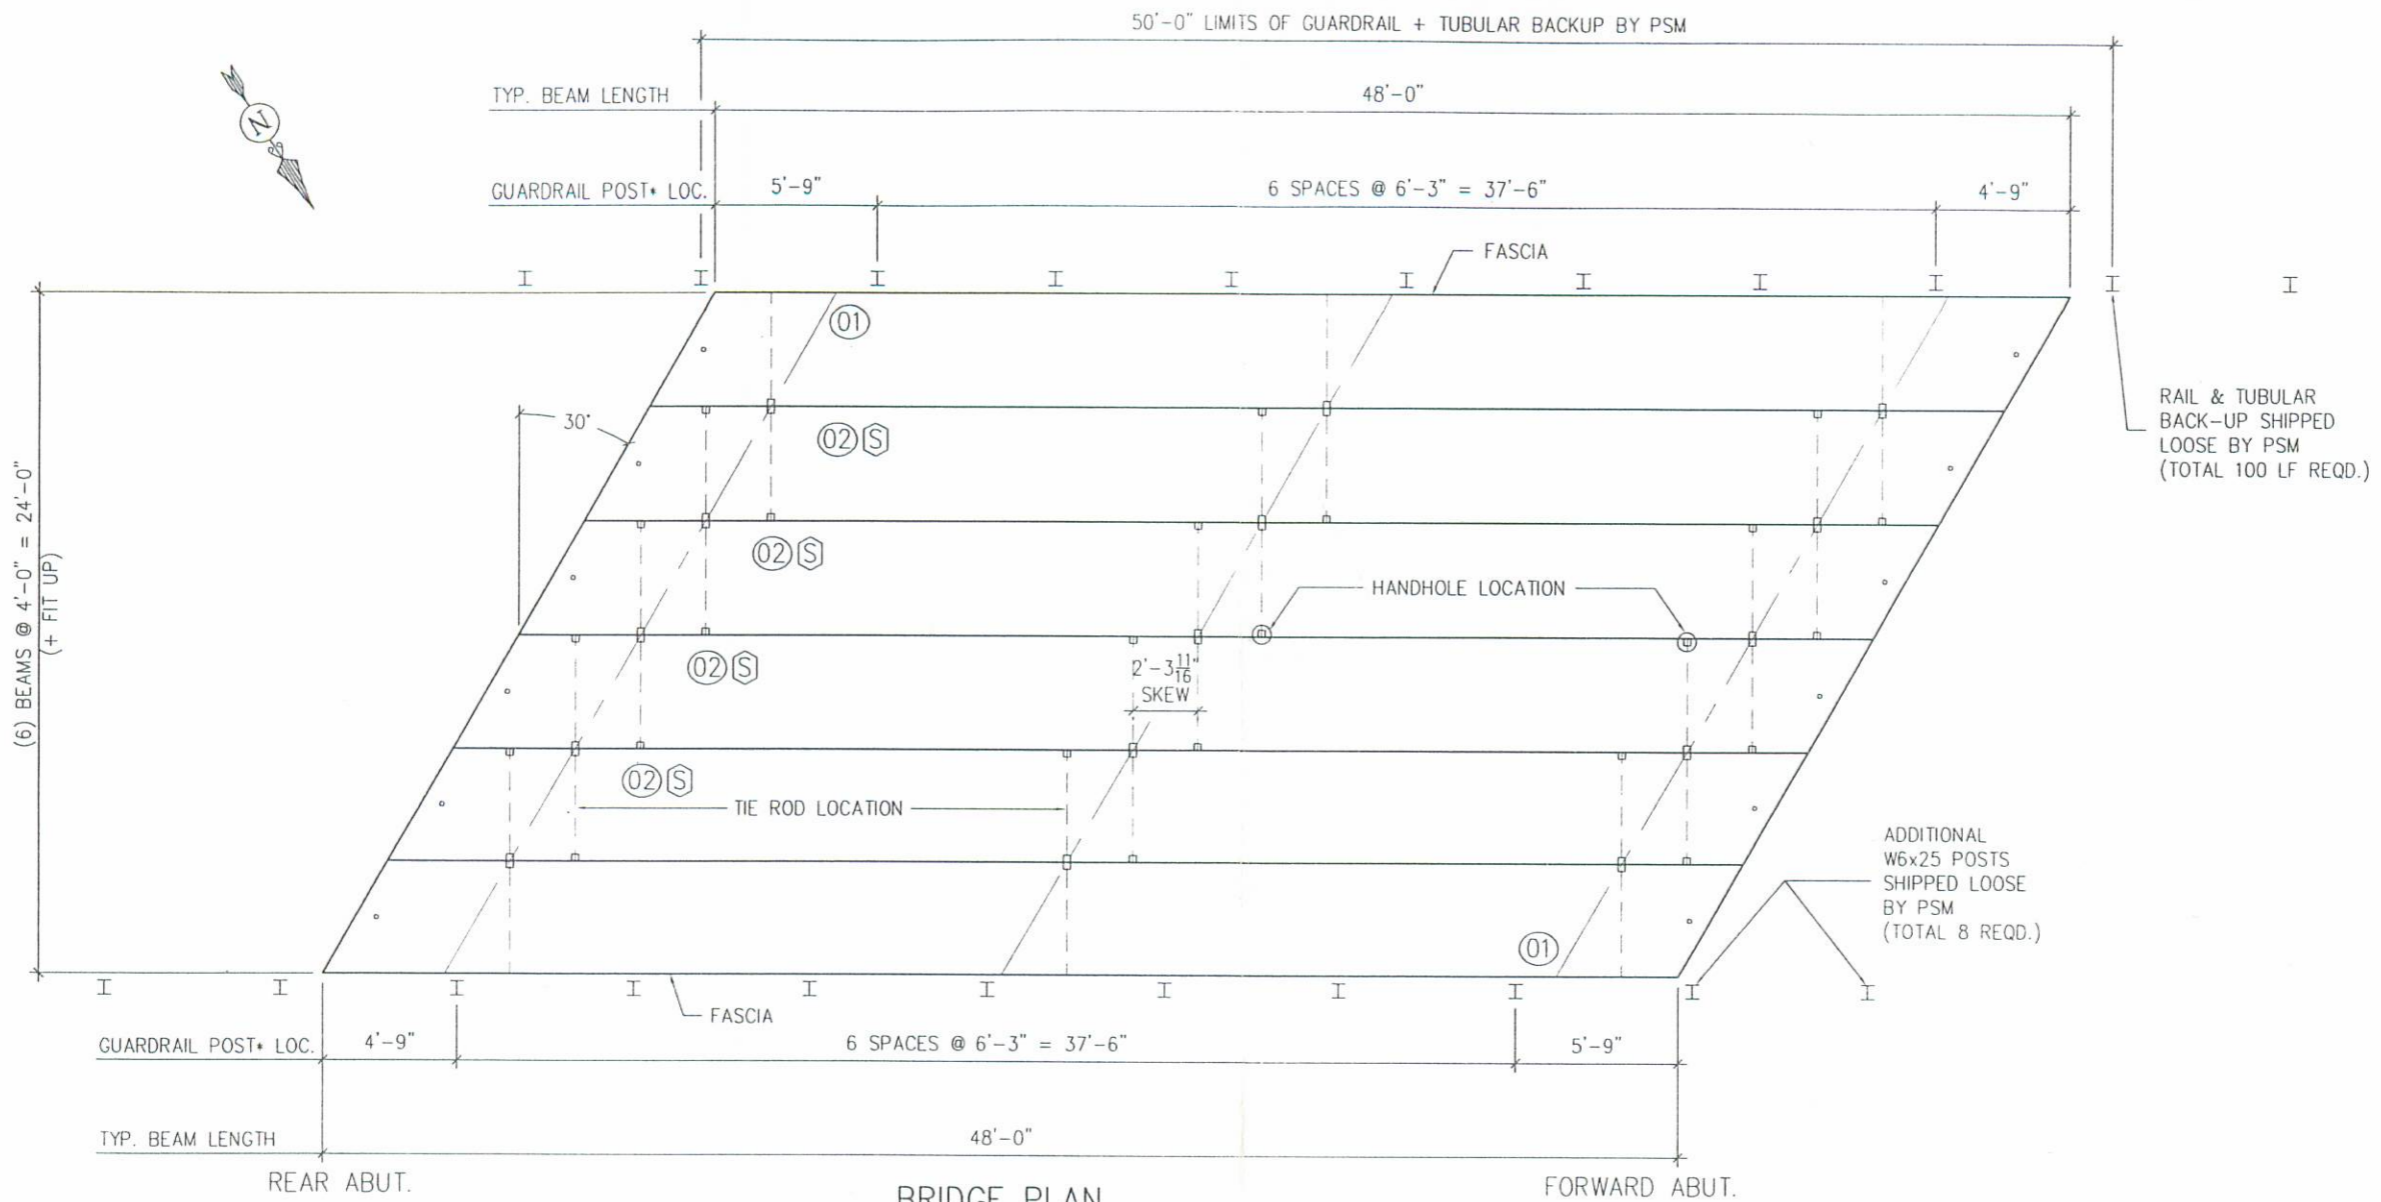 50'-0" LIMITS OF GUARDRAIL + TUBULAR BACKUP BY PSM
TYP. BEAM LENGTH
48'-0"
N
GUARDRAIL POST* LOC.
5'-9"
6 SPACES @ 6'-3" = 37'-6"
4'-9"
FASCIA
01
RAIL & TUBULAR
BACK-UP SHIPPED
LOOSE BY PSM
(TOTAL 100 LF REQD.)
30°
02 S
(6) BEAMS @ 4'-0" = 24'-0"
(+ FIT UP)
02 S
HANDHOLE LOCATION
02 S
2'-3 11/16"
SKEW
02 S
TIE ROD LOCATION
ADDITIONAL
W6x25 POSTS
SHIPPED LOOSE
BY PSM
(TOTAL 8 REQD.)
01
FASCIA
GUARDRAIL POST* LOC.
4'-9"
6 SPACES @ 6'-3" = 37'-6"
5'-9"
TYP. BEAM LENGTH
48'-0"
REAR ABUT.
BRIDGE PLAN
FORWARD ABUT.